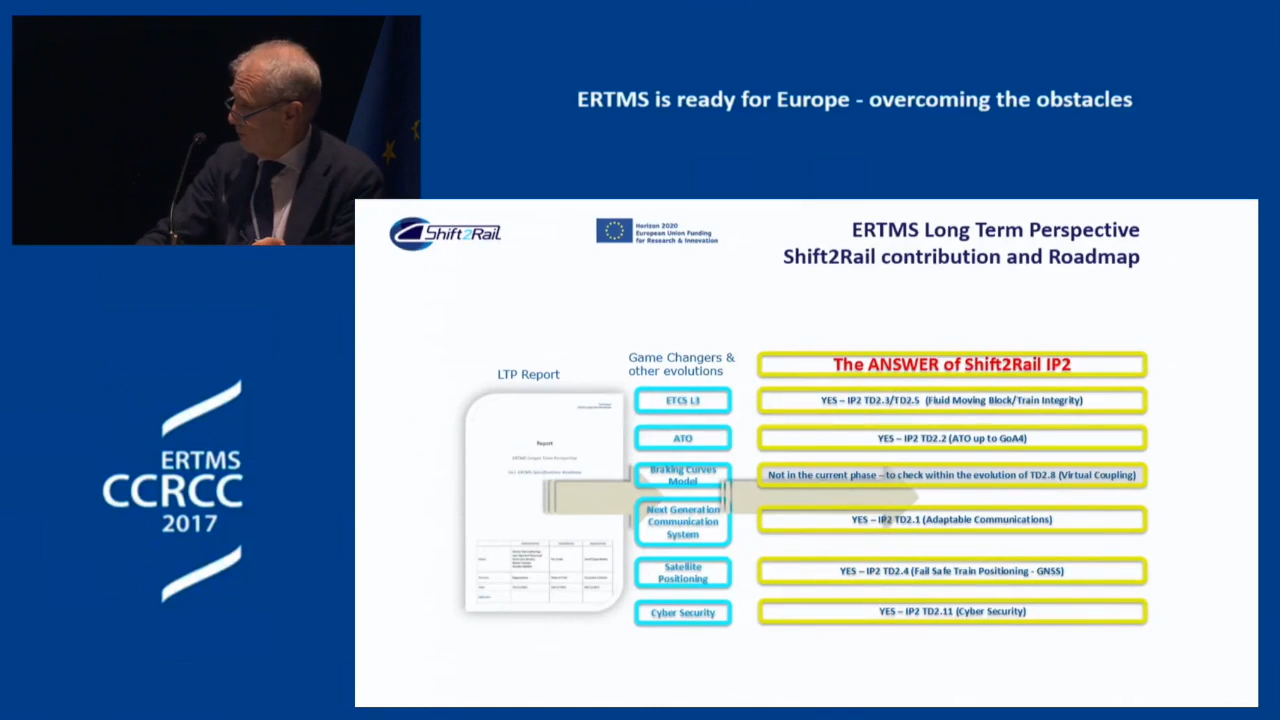 ERTMS is ready for Europe - overcoming the obstacles
Shift2Rail
Horizon 2020
European Union Funding
for Research & Innovation
ERTMS Long Term Perspective
Shift2Rail contribution and Roadmap
LTP Report
Game Changers &
other evolutions
The ANSWER of Shift2Rail IP2
Report
ETCS L3
YES – IP2 TD2.3/TD2.5 (Fluid Moving Block/Train Integrity)
ATO
YES – IP2 TD2.2 (ATO up to GoA4)
Braking Curves
Model
Not in the current phase – to check within the evolution of TD2.8 (Virtual Coupling)
Next Generation
Communication
System
YES – IP2 TD2.1 (Adaptable Communications)
Satellite
Positioning
YES – IP2 TD2.4 (Fail Safe Train Positioning - GNSS)
Cyber Security
YES – IP2 TD2.11 (Cyber Security)
ERTMS
CCRCC
2017